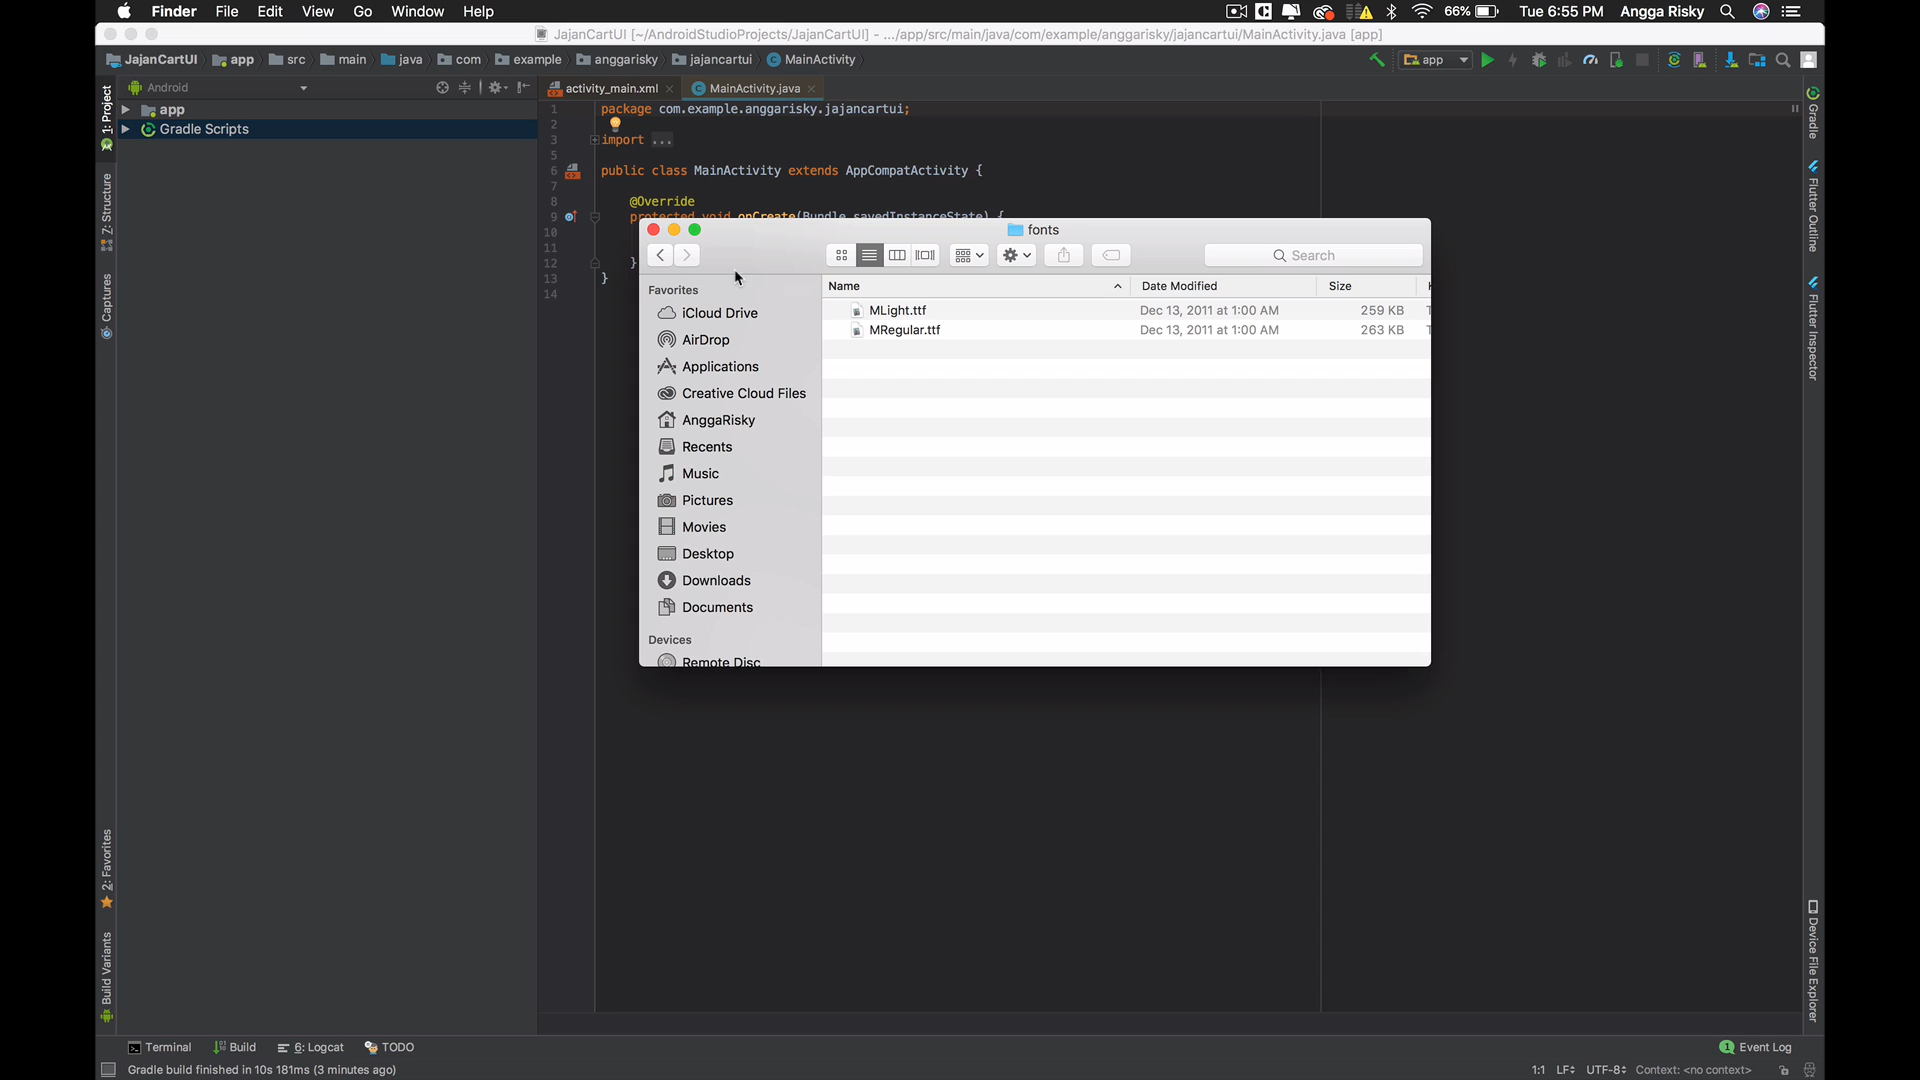 Finder File Edit View Go Window Help 66% Tue 6:55 PM Angga Risky
JajanCartUI [~/AndroidStudioProjects/JajanCartUI] - .../app/src/main/java/com/example/anggarisky/jajancartui/MainActivity.java [app]
JajanCartUI app src main java com example anggarisky jajancartui MainActivity app
Android
app
Gradle Scripts
activity_main.xml MainActivity.java
1 package com.example.anggarisky.jajancartui;
2
3 import ...
5
6 public class MainActivity extends AppCompatActivity {
7
8 @Override
9 protected void onCreate(Bundle savedInstanceState) {
10
11
12 }
13 }
14
fonts
Search
Favorites
iCloud Drive
AirDrop
Applications
Creative Cloud Files
AnggaRisky
Recents
Music
Pictures
Movies
Desktop
Downloads
Documents
Devices
Remote Disc
Name Date Modified Size
MLight.ttf Dec 13, 2011 at 1:00 AM 259 KB
MRegular.ttf Dec 13, 2011 at 1:00 AM 263 KB
1: Project
Z: Structure
Captures
2: Favorites
Build Variants
Gradle
Flutter Outline
Flutter Inspector
Device File Explorer
Terminal Build 6: Logcat TODO
1 Event Log
Gradle build finished in 10s 181ms (3 minutes ago)
1:1 LF UTF-8 Context: <no context>